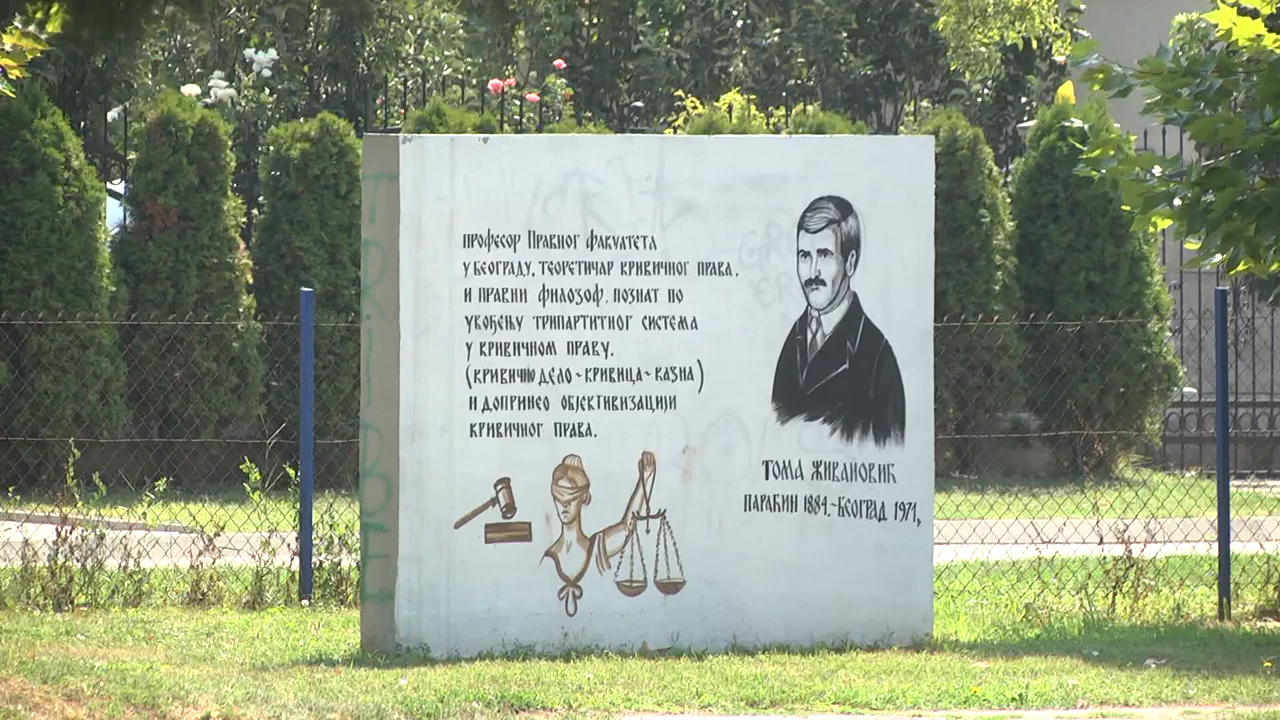 професор Правног факултета
у Београду, теоретичар кривичног права,
и правни филозоф, познат по
увођењу трипартитног система
у кривичном праву,
(кривично дело - кривица - казна)
и допринео објективизацији
кривичног права.
Тома Живановић
Параћин 1884.-Београд 1971.